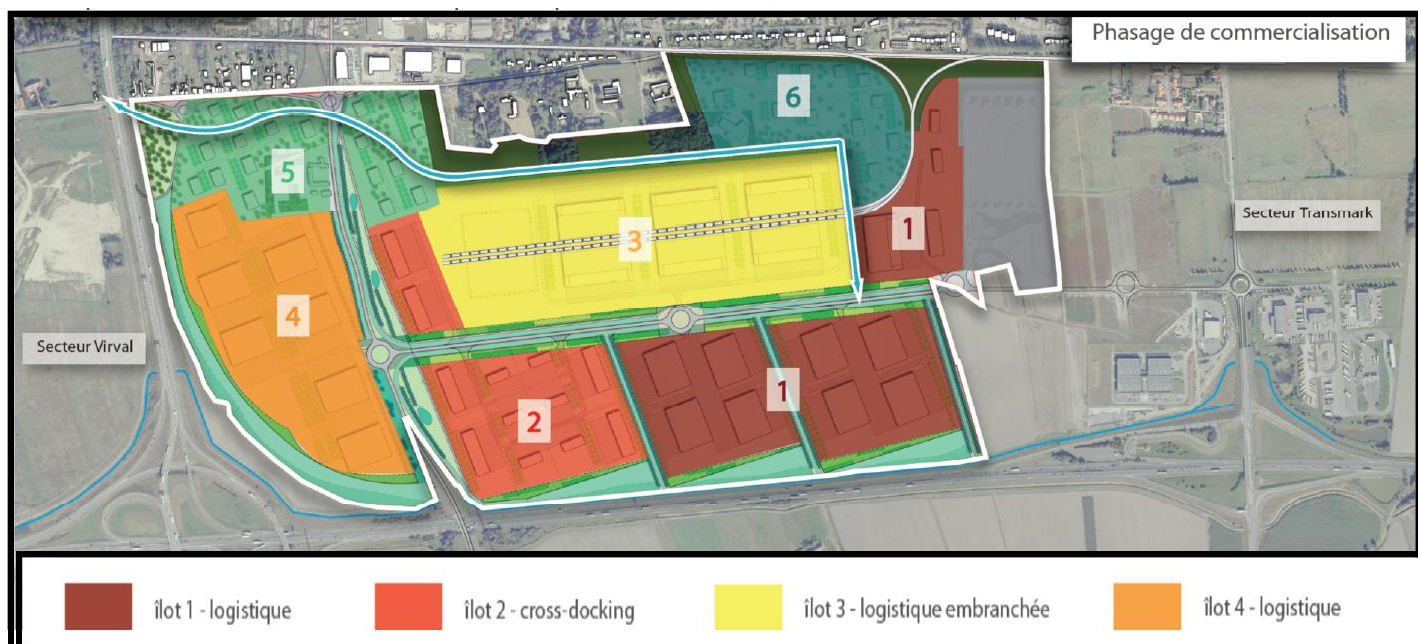 Phasage de commercialisation
6
5
Secteur Transmark
1
3
4
Secteur Virval
1
2
îlot 1 - logistique
îlot 2 - cross-docking
îlot 3 - logistique embranchée
îlot 4 - logistique